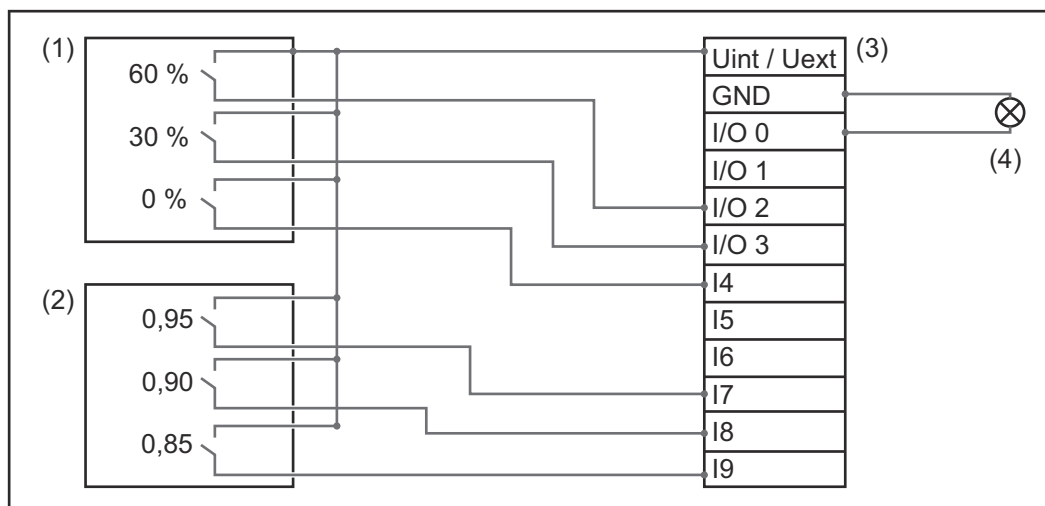 (1)
60 %
30 %
0 %
(2)
0,95
0,90
0,85
(3)
Uint / Uext
GND
I/O 0
I/O 1
I/O 2
I/O 3
I4
I5
I6
I7
I8
I9
(4)